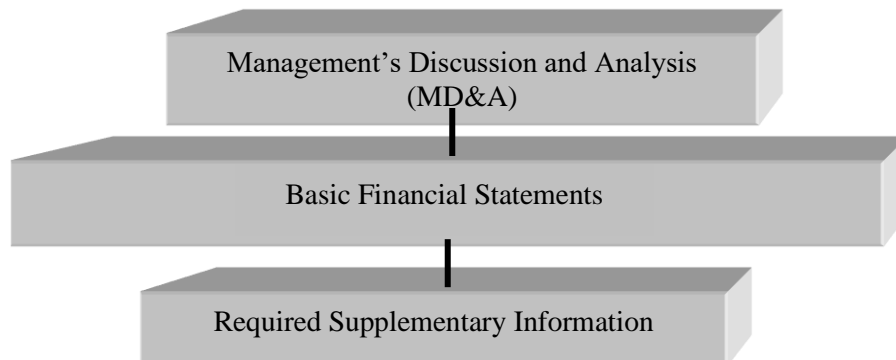 Management’s Discussion and Analysis
(MD&A)
Basic Financial Statements
Required Supplementary Information